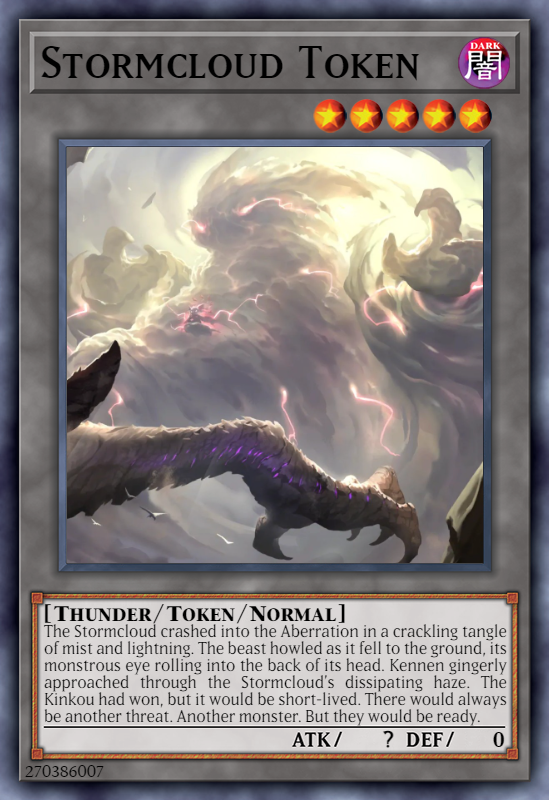 Stormcloud Token
DARK
闇
[Thunder/Token/Normal]
The Stormcloud crashed into the Aberration in a crackling tangle
of mist and lightning. The beast howled as it fell to the ground, its
monstrous eye rolling into the back of its head. Kennen gingerly
approached through the Stormcloud's dissipating haze. The
Kinkou had won, but it would be short-lived. There would always
be another threat. Another monster. But they would be ready.
ATK/ ? DEF/ 0
270386007